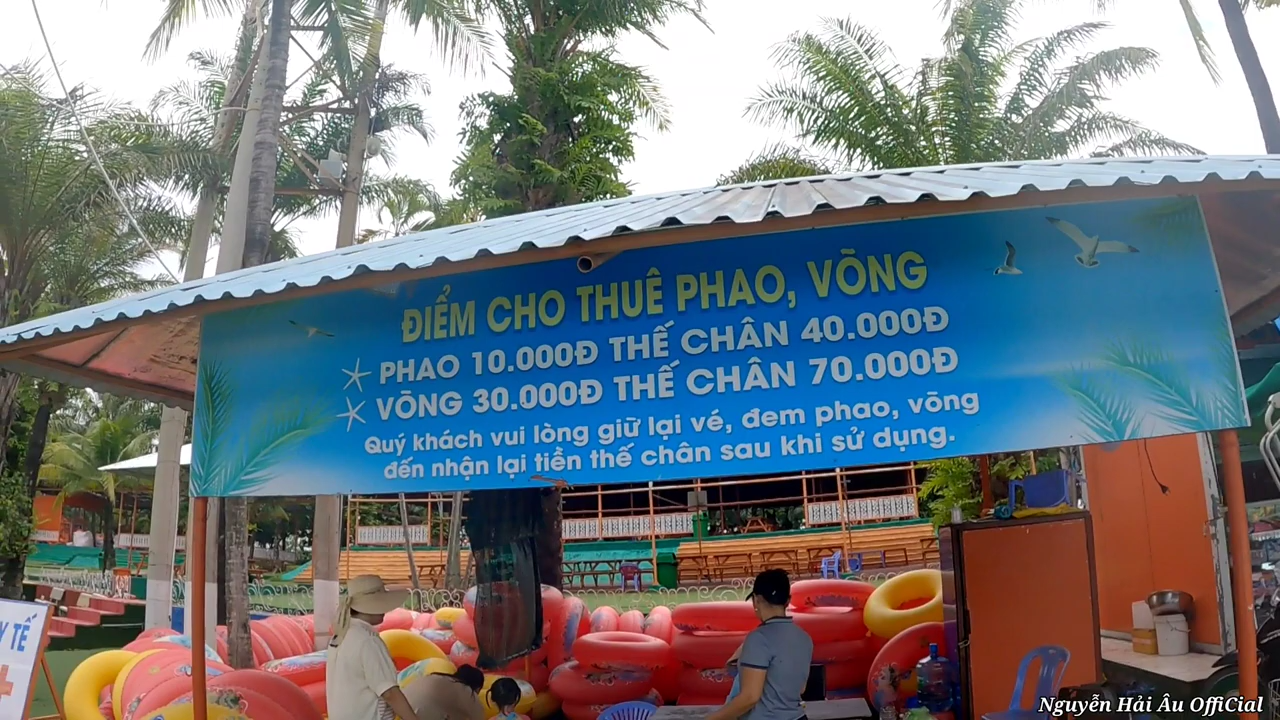 ĐIỂM CHO THUÊ PHAO, VÕNG
PHAO 10.000Đ THẾ CHÂN 40.000Đ
VÕNG 30.000Đ THẾ CHÂN 70.000Đ
Quý khách vui lòng giữ lại vé, đem phao, võng
đến nhận lại tiền thế chân sau khi sử dụng.
Y TẾ
Nguyễn Hải Âu Official